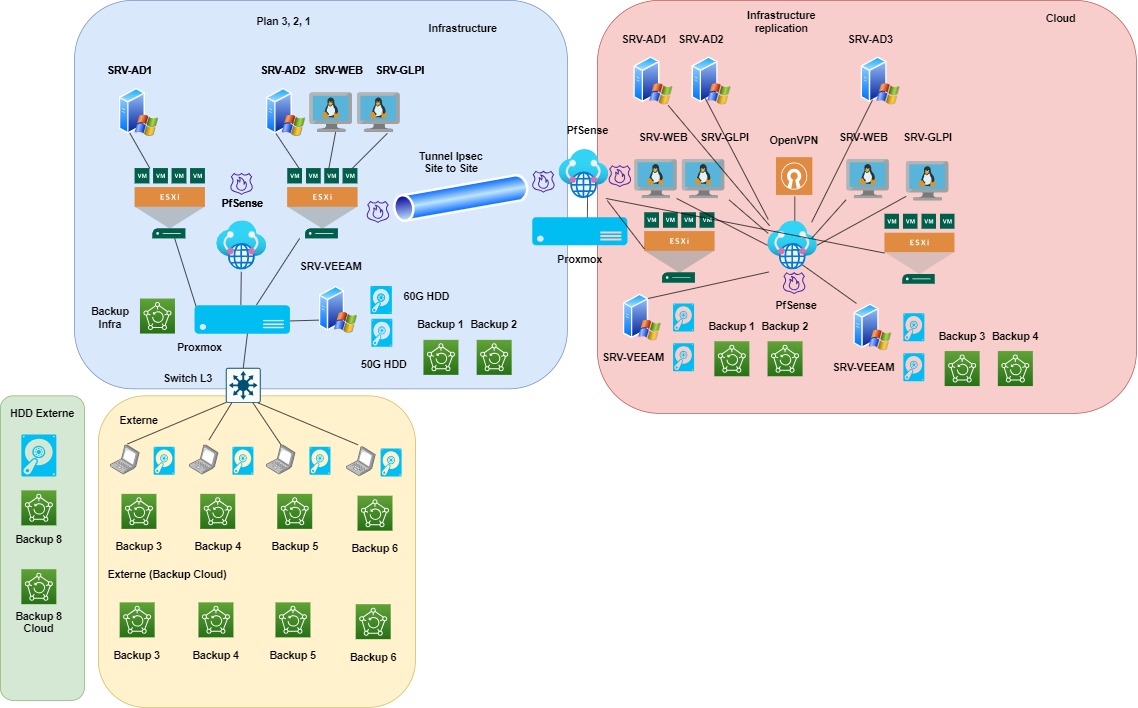 Plan 3, 2, 1
Infrastructure
SRV-AD1
SRV-AD2
SRV-WEB
SRV-GLPI
VM VM VM VM
ESXi
VM VM VM VM
ESXi
PfSense
Tunnel Ipsec
Site to Site
SRV-VEEAM
60G HDD
50G HDD
Backup 1
Backup 2
Backup
Infra
Proxmox
Switch L3
PfSense
Proxmox
Infrastructure
replication
Cloud
SRV-AD1
SRV-AD2
SRV-AD3
SRV-WEB
SRV-GLPI
OpenVPN
SRV-WEB
SRV-GLPI
VM VM VM VM
ESXi
VM VM VM VM
ESXi
PfSense
SRV-VEEAM
Backup 1
Backup 2
SRV-VEEAM
Backup 3
Backup 4
HDD Externe
Backup 8
Backup 8
Cloud
Externe
Backup 3
Backup 4
Backup 5
Backup 6
Externe (Backup Cloud)
Backup 3
Backup 4
Backup 5
Backup 6